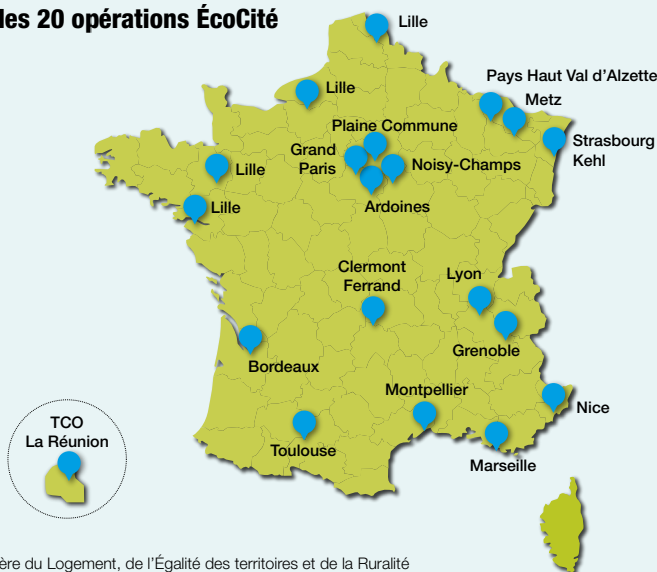 les 20 opérations ÉcoCité
Lille
Pays Haut Val d'Alzette
Lille
Metz
Plaine Commune
Strasbourg
Kehl
Grand
Paris
Noisy-Champs
Lille
Ardoines
Lille
Clermont
Ferrand
Lyon
Grenoble
Bordeaux
Montpellier
Nice
TCO
La Réunion
Toulouse
Marseille
ère du Logement, de l'Égalité des territoires et de la Ruralité